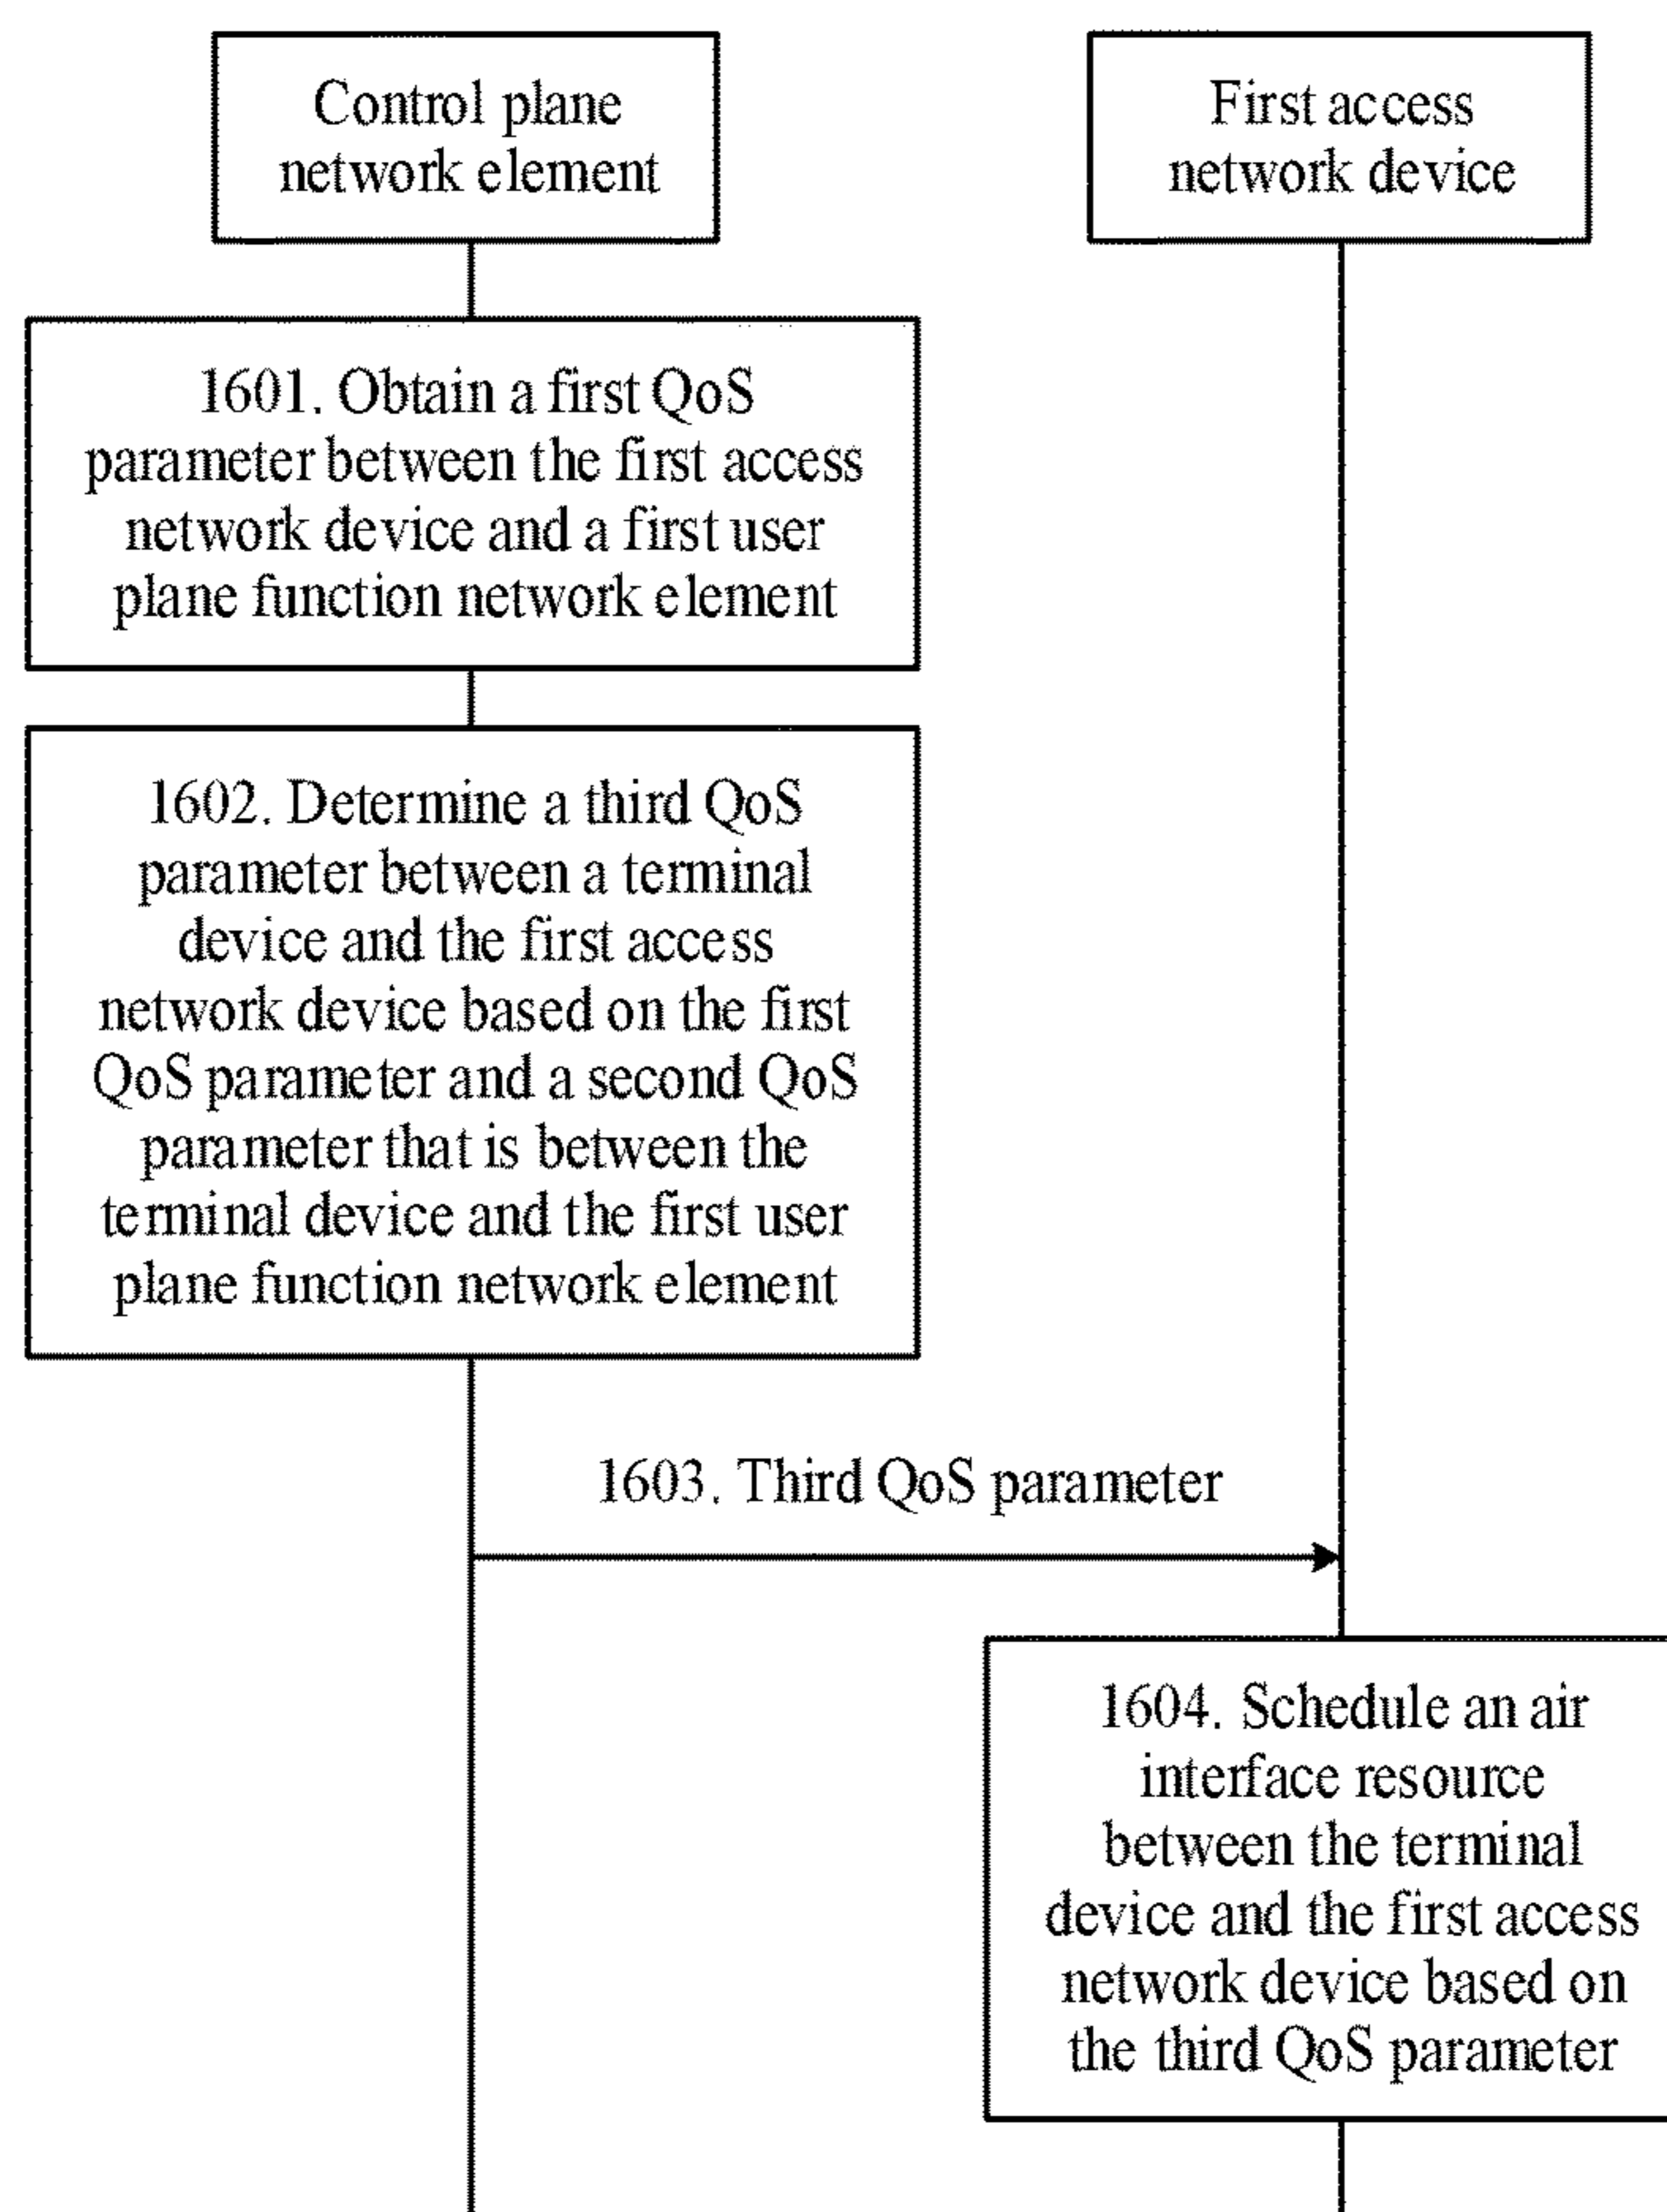 Control plane
network element
First access
network device
1601. Obtain a first QoS
parameter between the first access
network device and a first user
plane function network element
1602. Determine a third QoS
parameter between a terminal
device and the first access
network device based on the first
QoS parameter and a second QoS
parameter that is between the
terminal device and the first user
plane function network element
1603. Third QoS parameter
1604. Schedule an air
interface resource
between the terminal
device and the first access
network device based on
the third QoS parameter